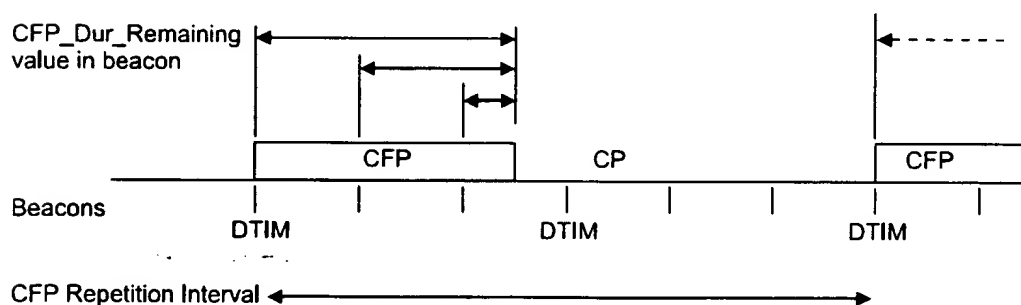 CFP_Dur_Remaining
value in beacon
CFP
CP
CFP
Beacons
DTIM
DTIM
DTIM
CFP Repetition Interval